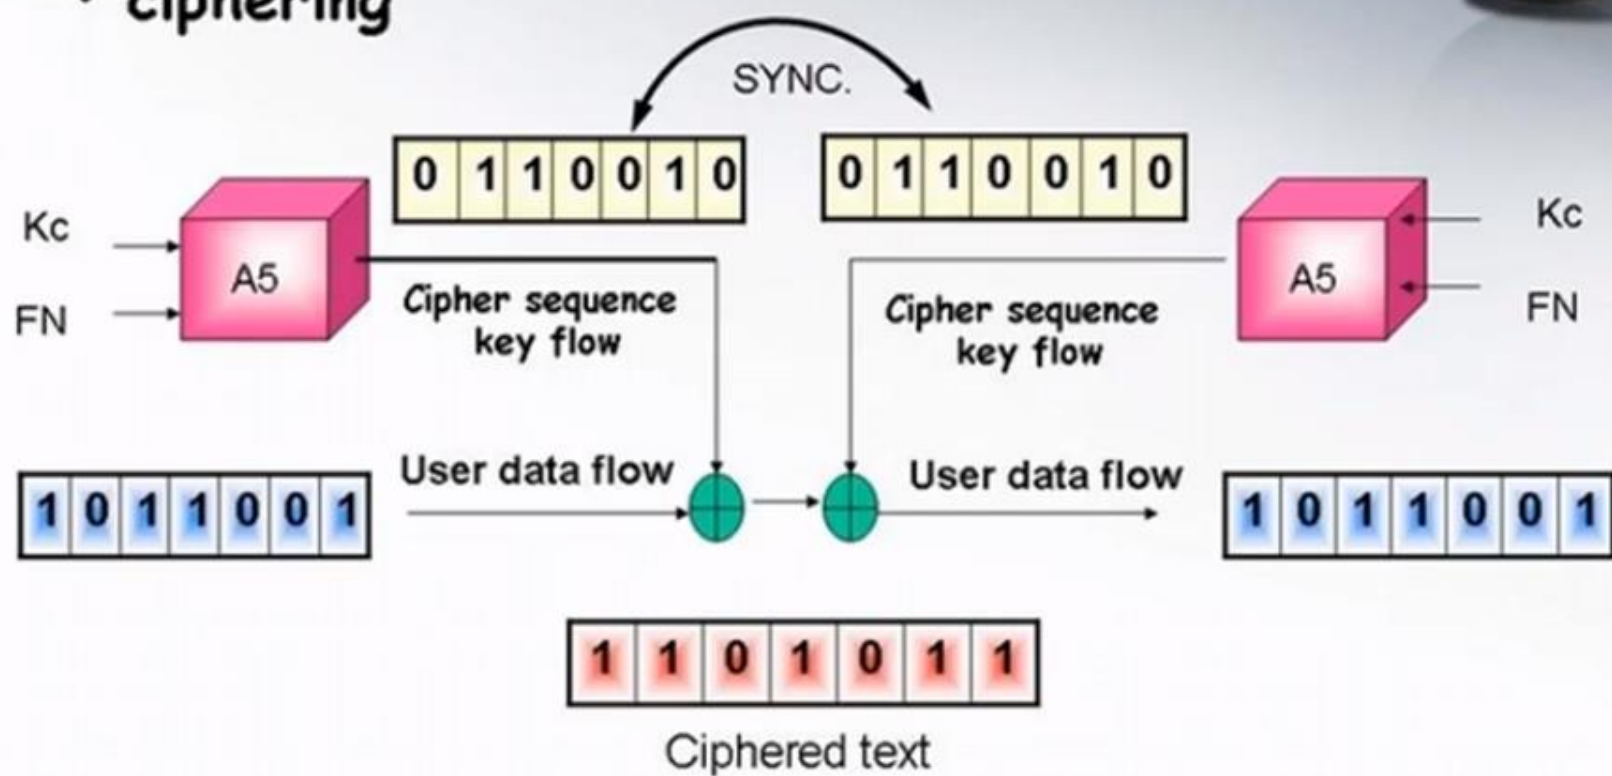 ciphering
SYNC.
0 1 1 0 0 1 0
0 1 1 0 0 1 0
Kc
A5
FN
Cipher sequence
key flow
Cipher sequence
key flow
A5
Kc
FN
1 0 1 1 0 0 1
User data flow
User data flow
1 0 1 1 0 0 1
1 1 0 1 0 1 1
Ciphered text